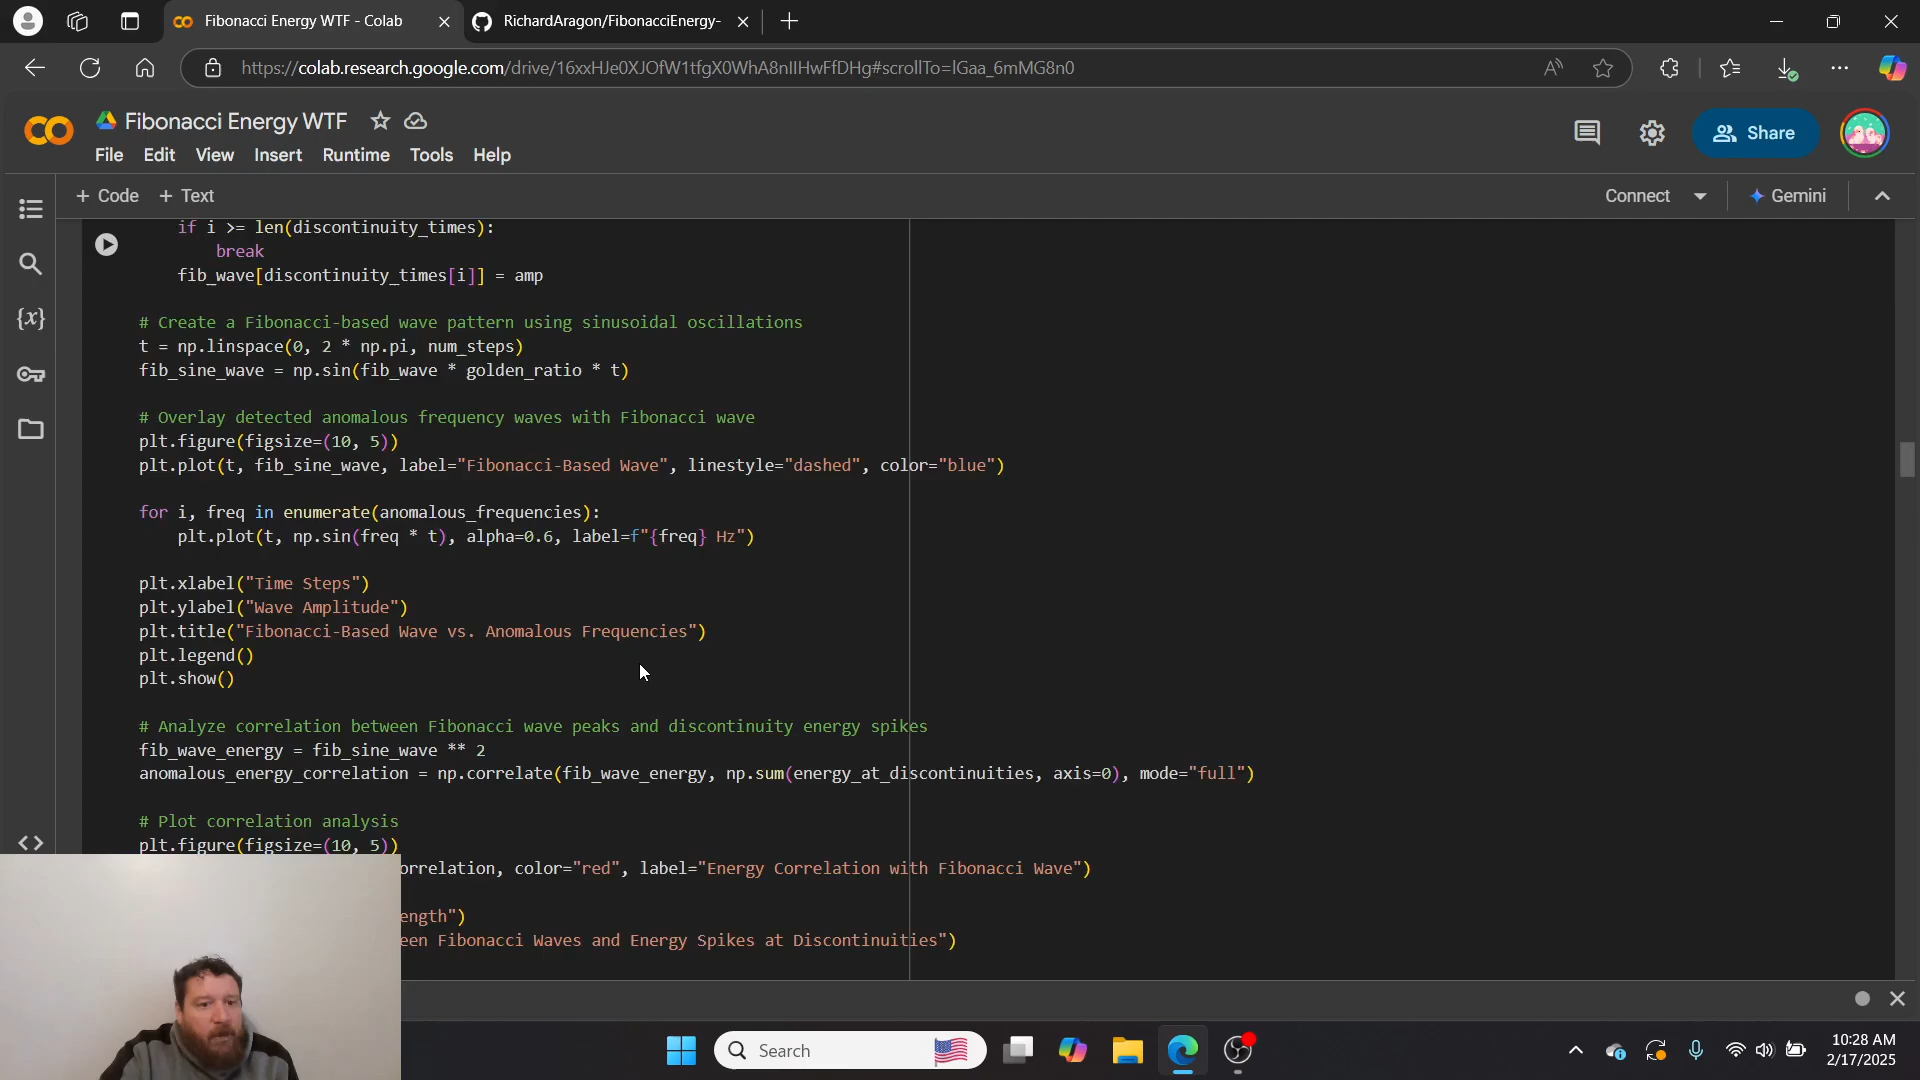 Fibonacci Energy WTF - Colab
RichardAragon/FibonacciEnergy-
https://colab.research.google.com/drive/16xxHJe0XJOfW1tfgX0WhA8nIIHwFfDHg#scrollTo=lGaa_6mMG8n0
Fibonacci Energy WTF
File Edit View Insert Runtime Tools Help
Share
+ Code + Text
Connect
Gemini
if i >= len(discontinuity_times):
break
fib_wave[discontinuity_times[i]] = amp
# Create a Fibonacci-based wave pattern using sinusoidal oscillations
t = np.linspace(0, 2 * np.pi, num_steps)
fib_sine_wave = np.sin(fib_wave * golden_ratio * t)
# Overlay detected anomalous frequency waves with Fibonacci wave
plt.figure(figsize=(10, 5))
plt.plot(t, fib_sine_wave, label="Fibonacci-Based Wave", linestyle="dashed", color="blue")
for i, freq in enumerate(anomalous_frequencies):
plt.plot(t, np.sin(freq * t), alpha=0.6, label=f"{freq} Hz")
plt.xlabel("Time Steps")
plt.ylabel("Wave Amplitude")
plt.title("Fibonacci-Based Wave vs. Anomalous Frequencies")
plt.legend()
plt.show()
# Analyze correlation between Fibonacci wave peaks and discontinuity energy spikes
fib_wave_energy = fib_sine_wave ** 2
anomalous_energy_correlation = np.correlate(fib_wave_energy, np.sum(energy_at_discontinuities, axis=0), mode="full")
# Plot correlation analysis
plt.figure(figsize=(10, 5))
orrelation, color="red", label="Energy Correlation with Fibonacci Wave")
ength")
een Fibonacci Waves and Energy Spikes at Discontinuities")
Search
10:28 AM
2/17/2025